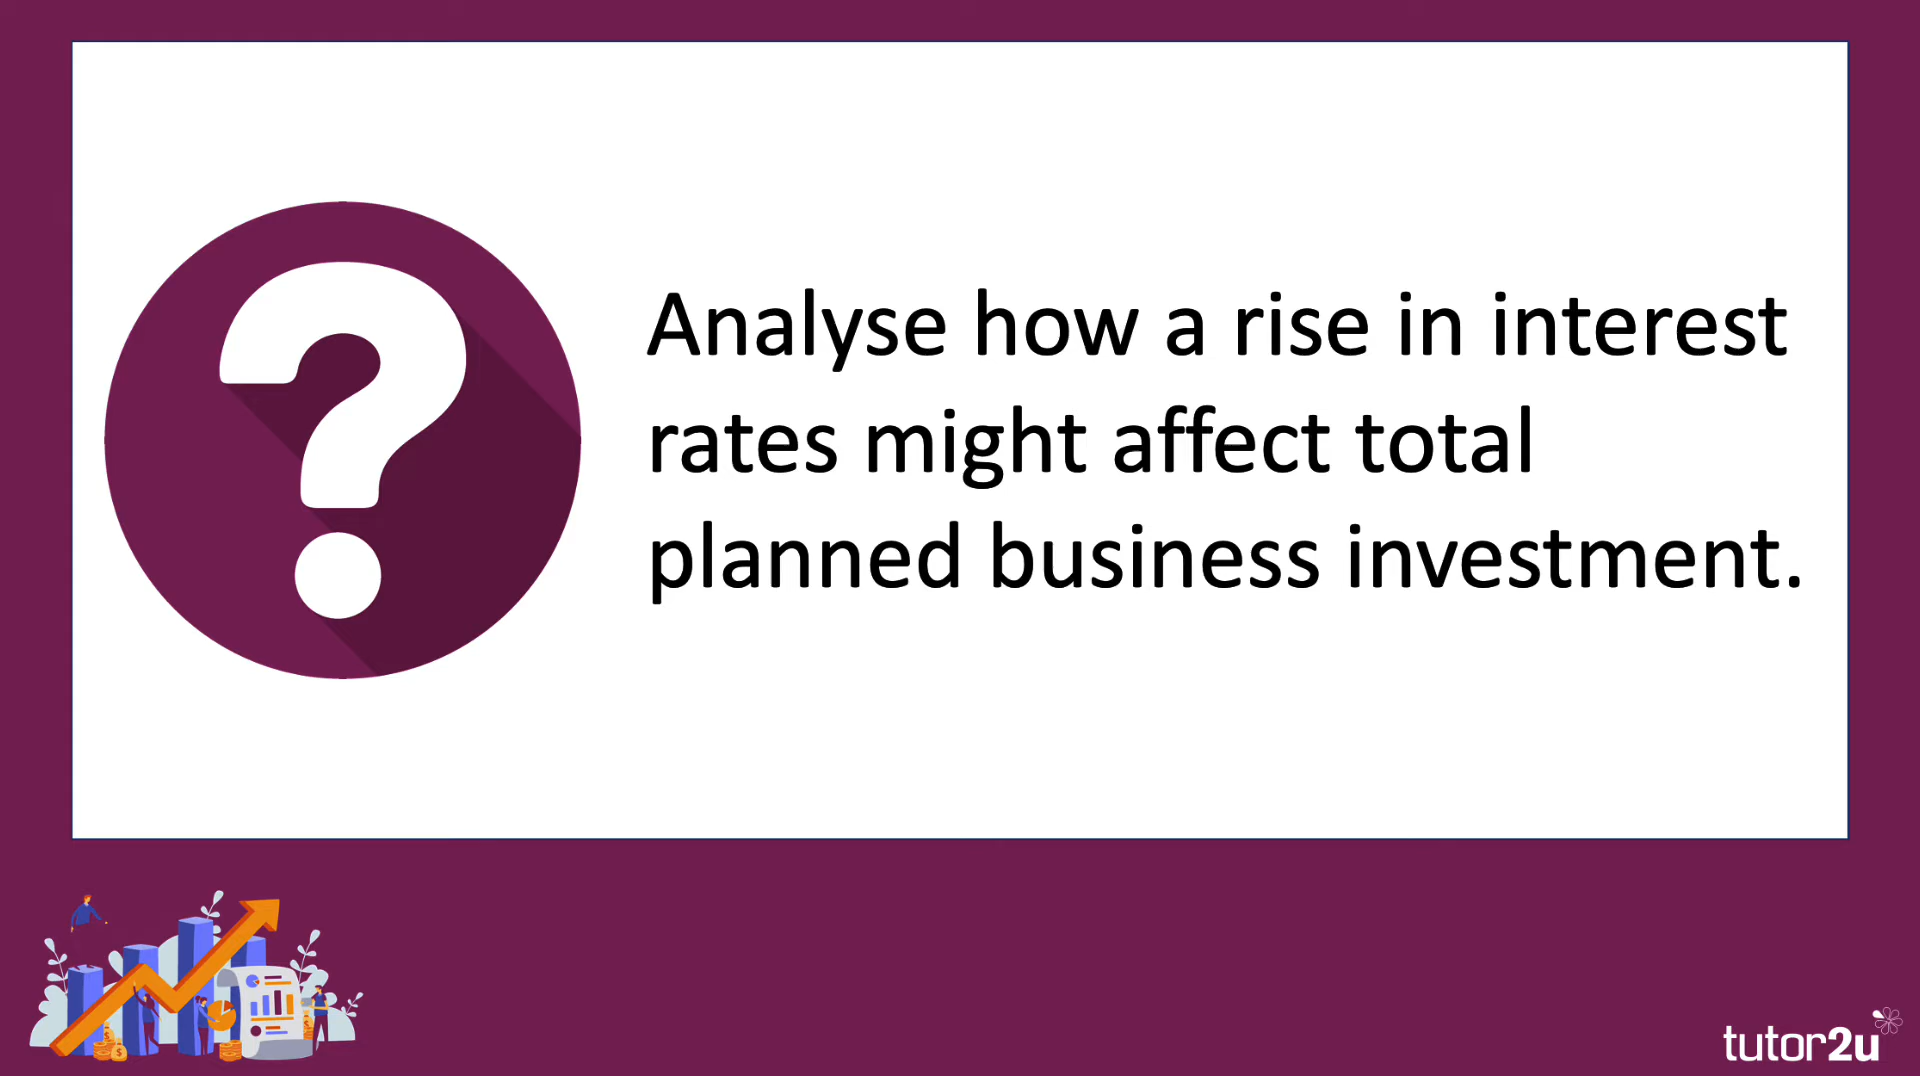 Analyse how a rise in interest
rates might affect total
planned business investment.
tutor2u